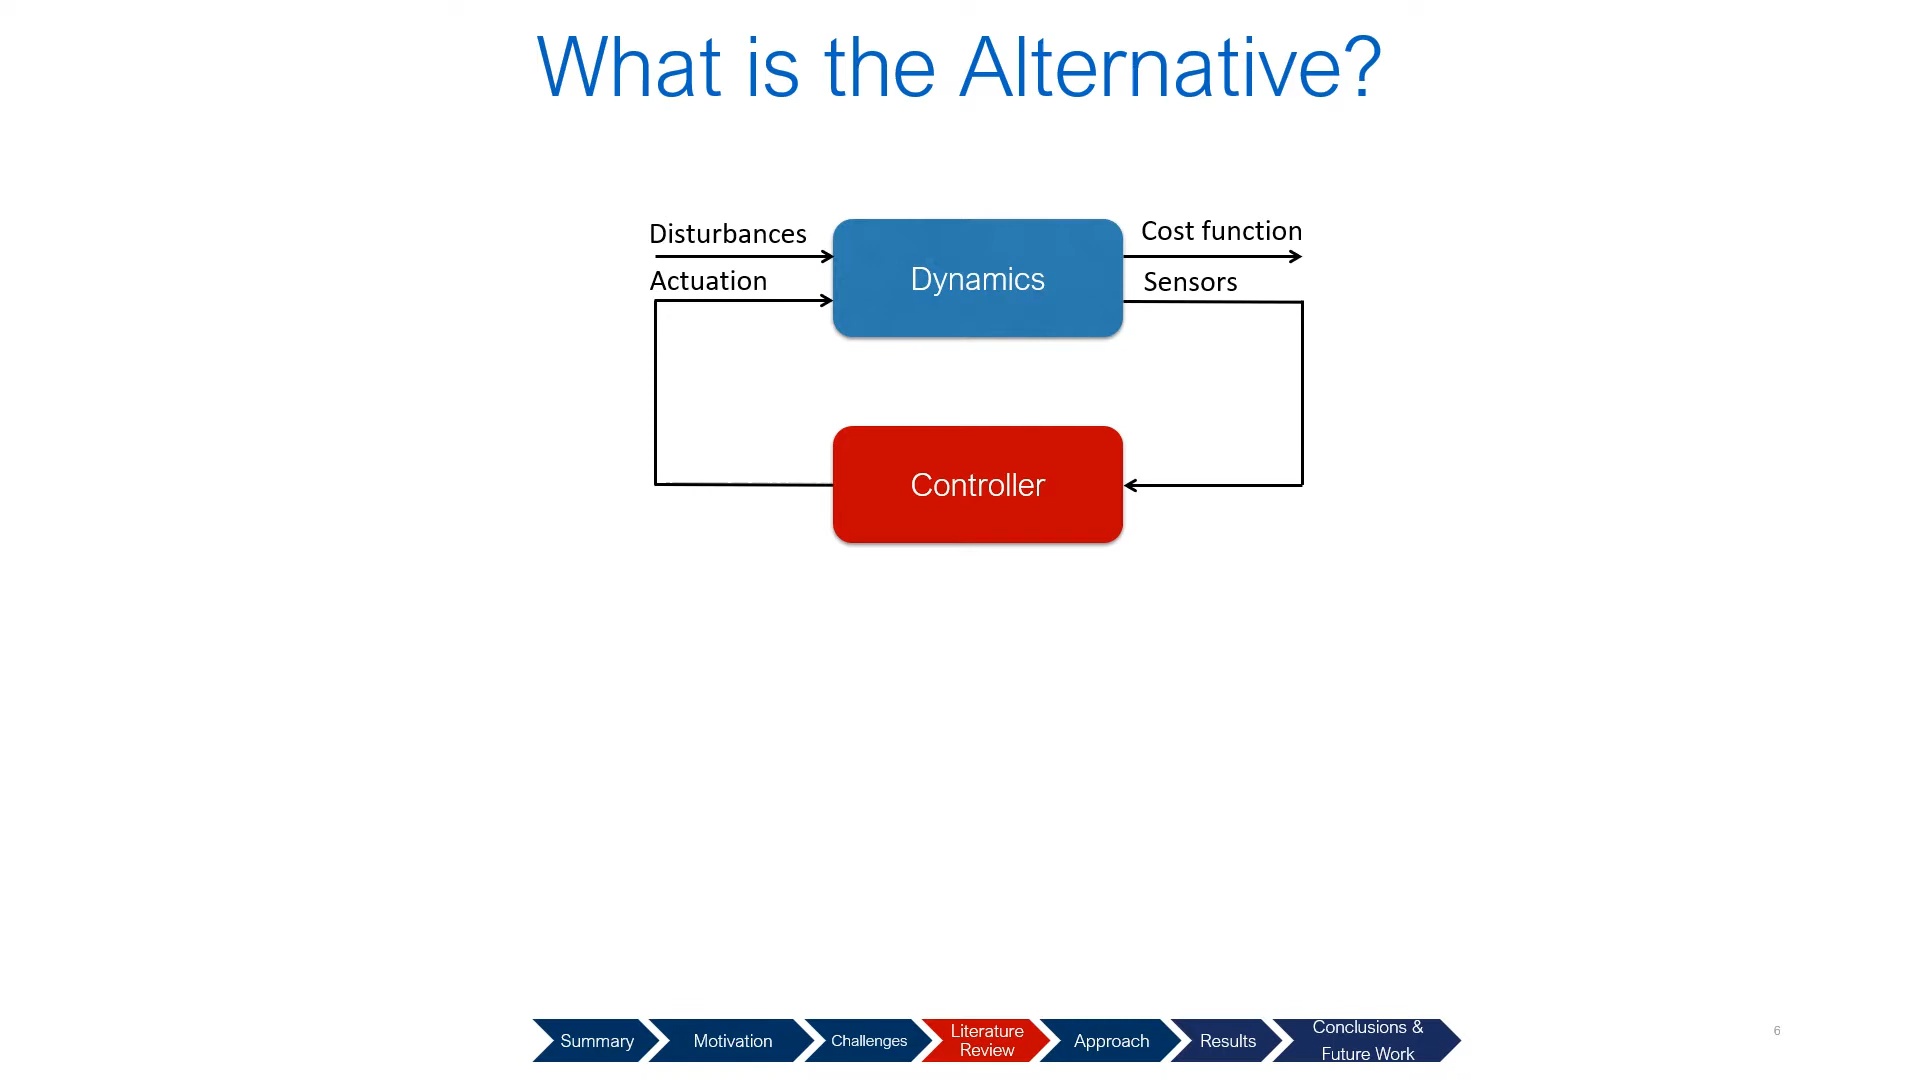 What is the Alternative?
Disturbances
Cost function
Actuation
Dynamics
Sensors
Controller
Summary
Motivation
Challenges
Literature
Review
Approach
Results
Conclusions &
Future Work
6